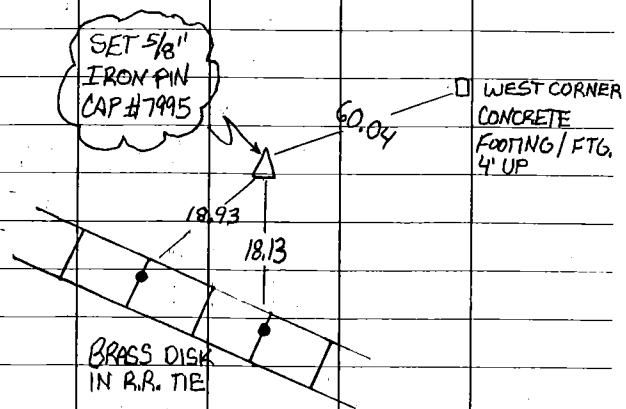 SET 5/8"
IRON PIN
CAP #7995
60.04
WEST CORNER
CONCRETE
FOOTING / FTG.
4' UP
18.93
18.13
BRASS DISK
IN R.R. TIE